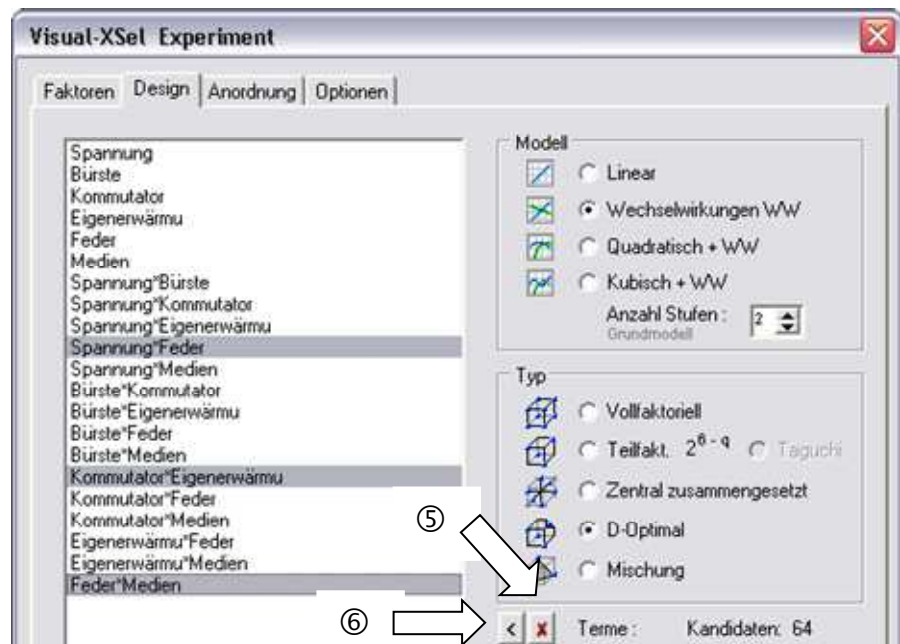 Visual-XSel Experiment
Faktoren Design Anordnung Optionen
Spannung
Bürste
Kommutator
Eigenerwärmu
Feder
Medien
Spannung*Bürste
Spannung*Kommutator
Spannung*Eigenerwärmu
Spannung*Feder
Spannung*Medien
Bürste*Kommutator
Bürste*Eigenerwärmu
Bürste*Feder
Bürste*Medien
Kommutator*Eigenerwärmu
Kommutator*Feder
Kommutator*Medien
Eigenerwärmu*Feder
Eigenerwärmu*Medien
Feder*Medien
Modell
Linear
Wechselwirkungen WW
Quadratisch + WW
Kubisch + WW
Anzahl Stufen : 2
Grundmodell
Typ
Vollfaktoriell
Teilfakt. 2^6 - q Taguchi
Zentral zusammengesetzt
D-Optimal
Mischung
⑤
⑥
< x Terme : Kandidaten: 64